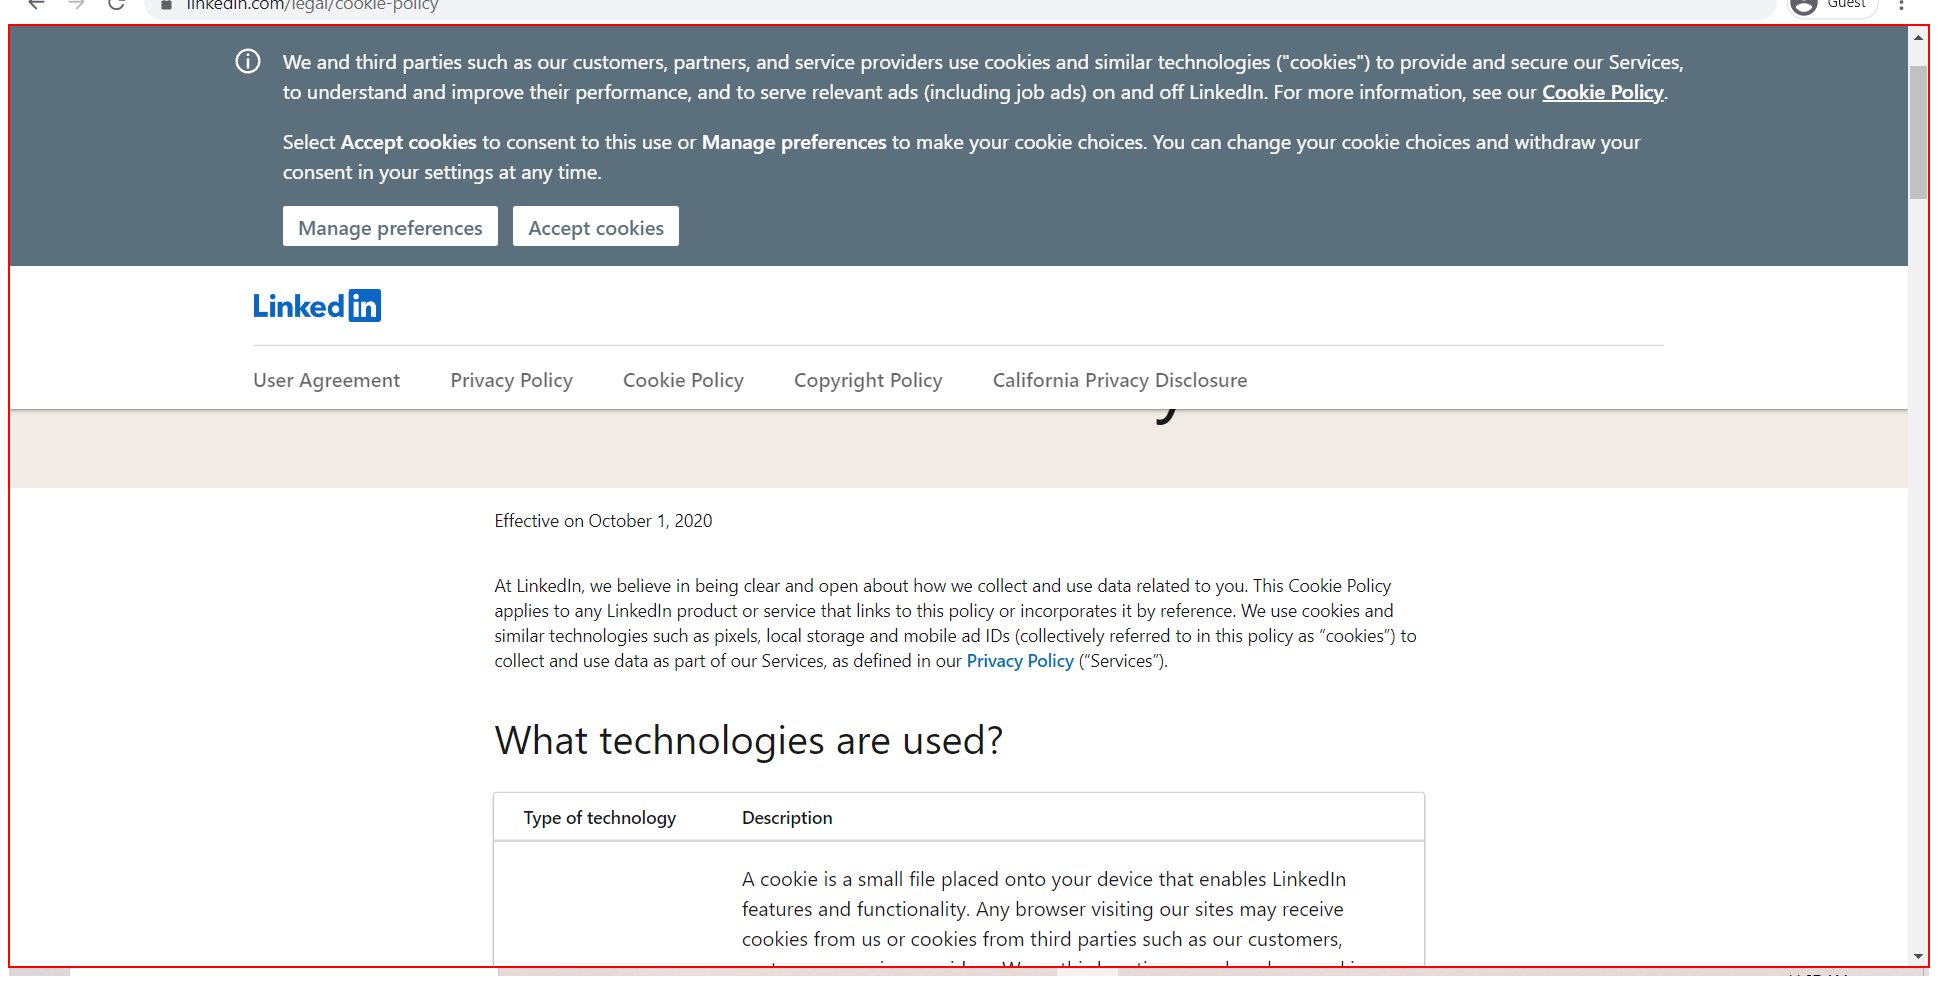 linkedin.com/legal/cookie-policy
Guest
We and third parties such as our customers, partners, and service providers use cookies and similar technologies ("cookies") to provide and secure our Services,
to understand and improve their performance, and to serve relevant ads (including job ads) on and off LinkedIn. For more information, see our Cookie Policy.
Select Accept cookies to consent to this use or Manage preferences to make your cookie choices. You can change your cookie choices and withdraw your
consent in your settings at any time.
Manage preferences Accept cookies
Linked in
User Agreement Privacy Policy Cookie Policy Copyright Policy California Privacy Disclosure
Effective on October 1, 2020
At LinkedIn, we believe in being clear and open about how we collect and use data related to you. This Cookie Policy
applies to any LinkedIn product or service that links to this policy or incorporates it by reference. We use cookies and
similar technologies such as pixels, local storage and mobile ad IDs (collectively referred to in this policy as “cookies”) to
collect and use data as part of our Services, as defined in our Privacy Policy (“Services”).
What technologies are used?
Type of technology Description
A cookie is a small file placed onto your device that enables LinkedIn
features and functionality. Any browser visiting our sites may receive
cookies from us or cookies from third parties such as our customers,